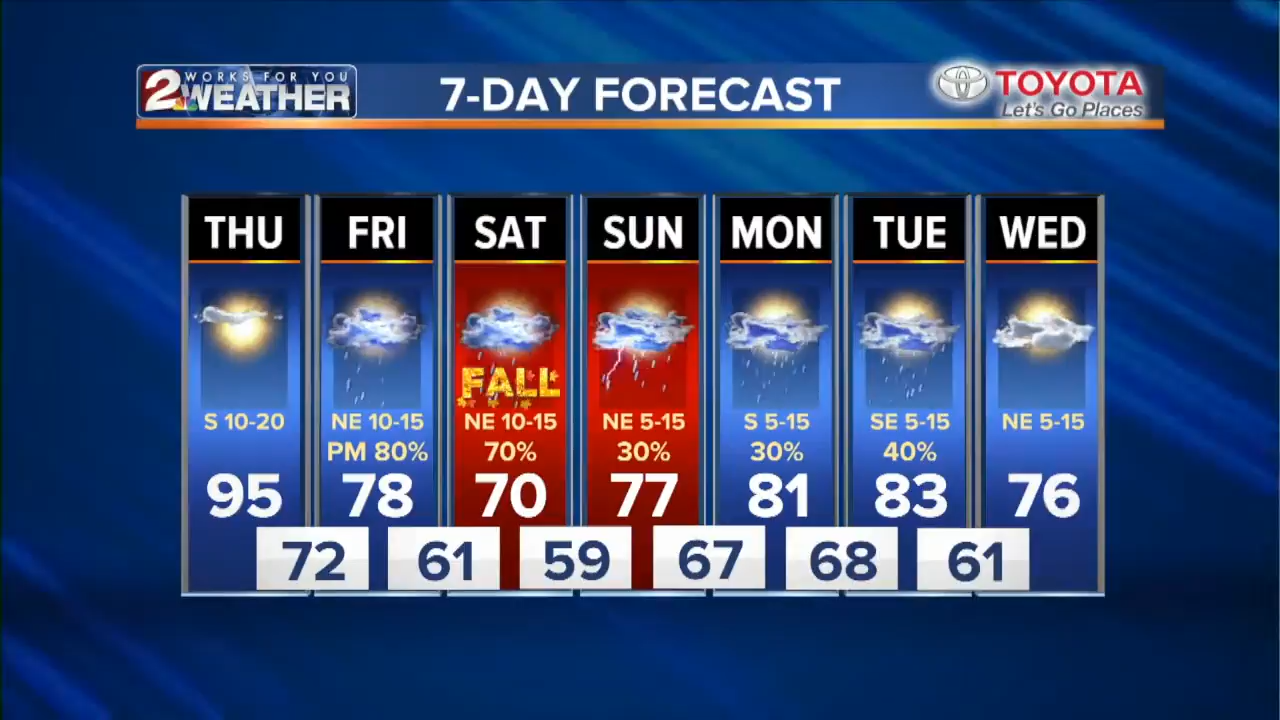 2 WORKS FOR YOU
WEATHER
7-DAY FORECAST
TOYOTA
Let's Go Places
THU FRI SAT SUN MON TUE WED
FALL
S 10-20 NE 10-15 NE 10-15 NE 5-15 S 5-15 SE 5-15 NE 5-15
PM 80% 70% 30% 30% 40%
95 78 70 77 81 83 76
72 61 59 67 68 61